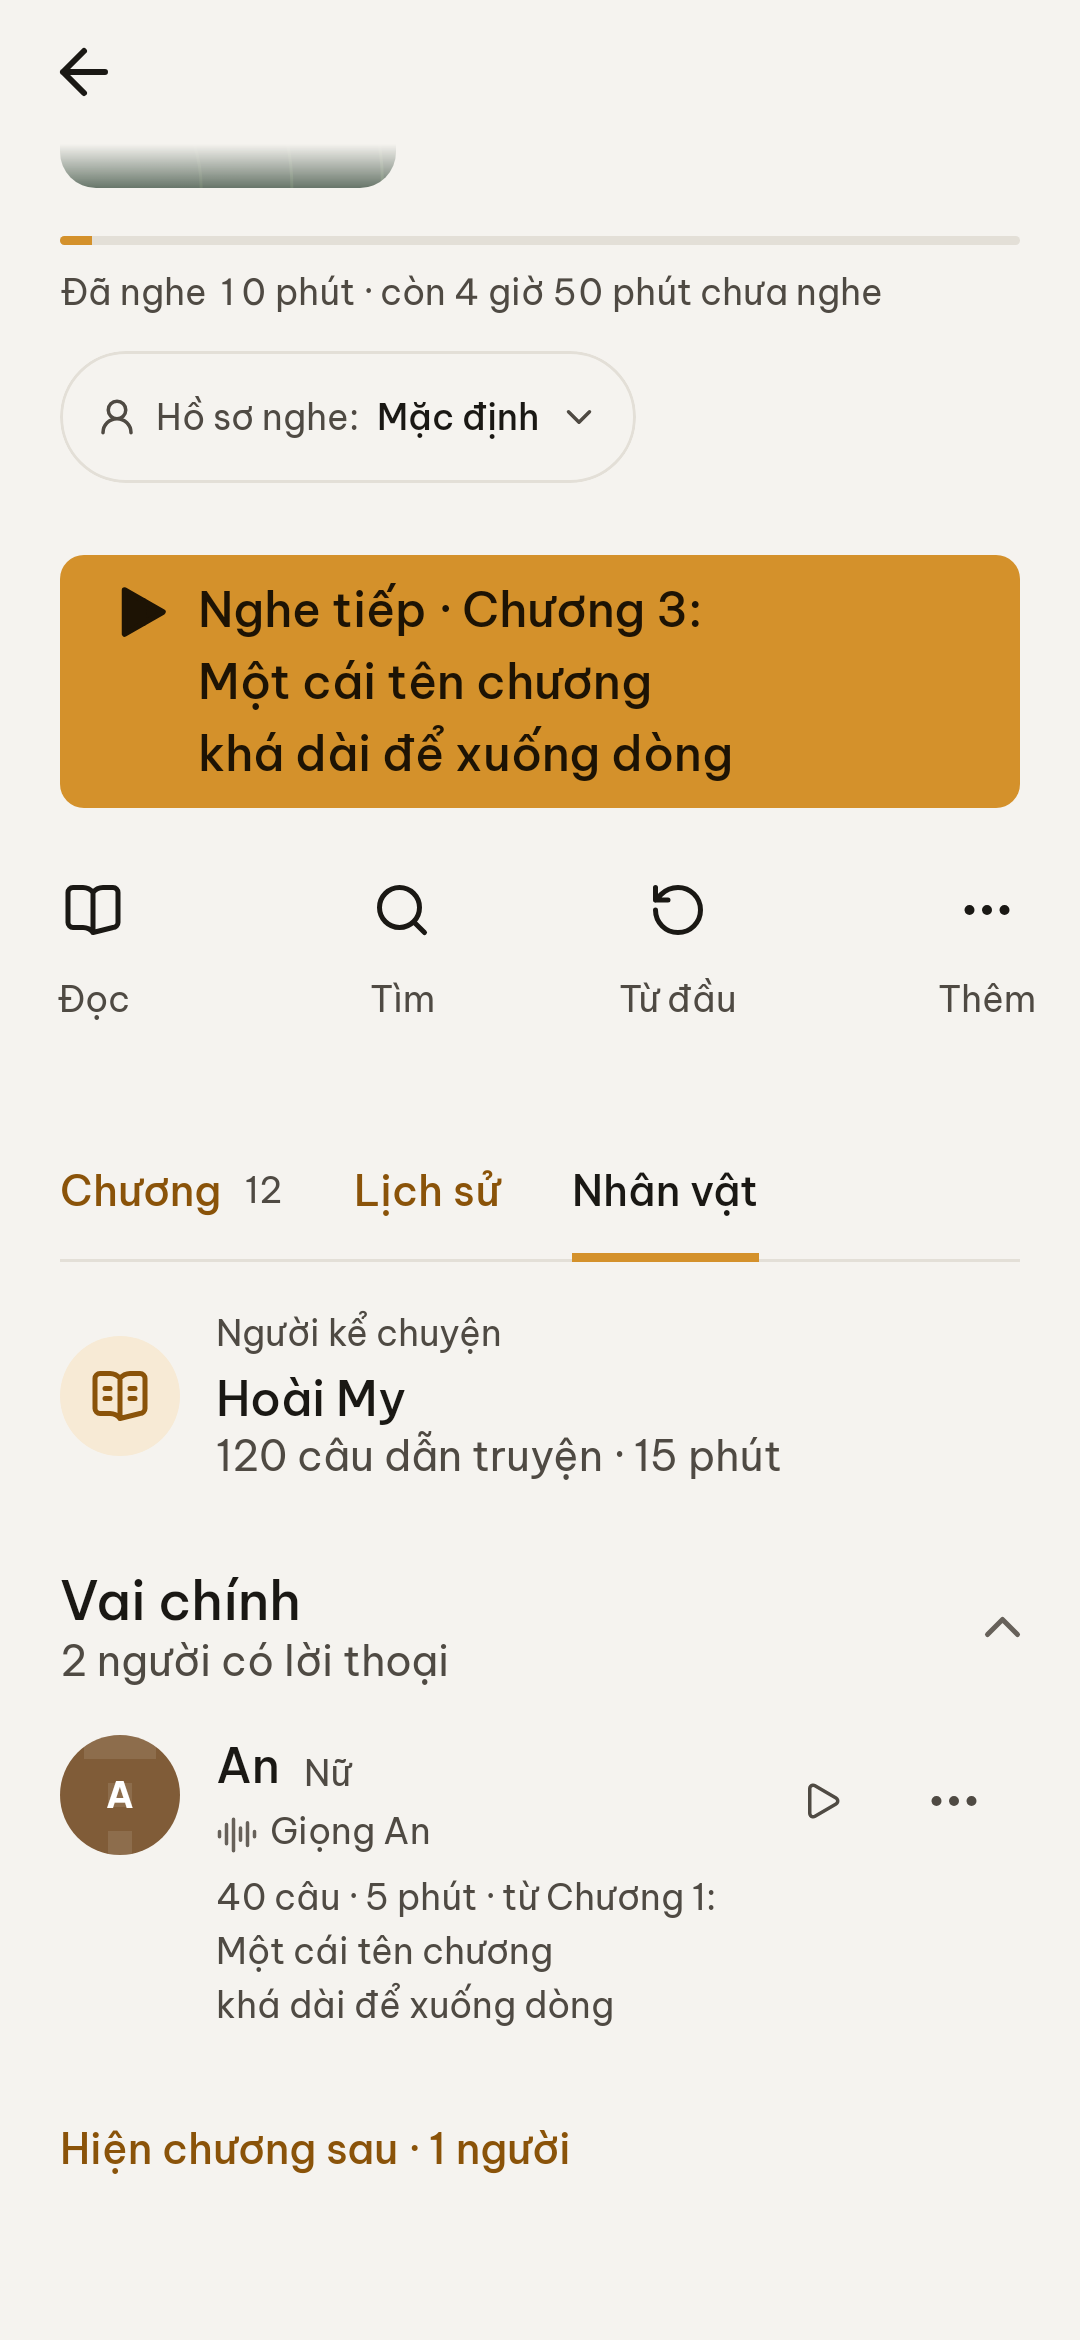 Đã nghe 10 phút · còn 4 giờ 50 phút chưa nghe
Hồ sơ nghe: Mặc định
Nghe tiếp · Chương 3:
Một cái tên chương
khá dài để xuống dòng
Đọc
Tìm
Từ đầu
Thêm
Chương 12
Lịch sử
Nhân vật
Người kể chuyện
Hoài My
120 câu dẫn truyện · 15 phút
Vai chính
2 người có lời thoại
A
An Nữ
Giọng An
40 câu · 5 phút · từ Chương 1:
Một cái tên chương
khá dài để xuống dòng
Hiện chương sau · 1 người